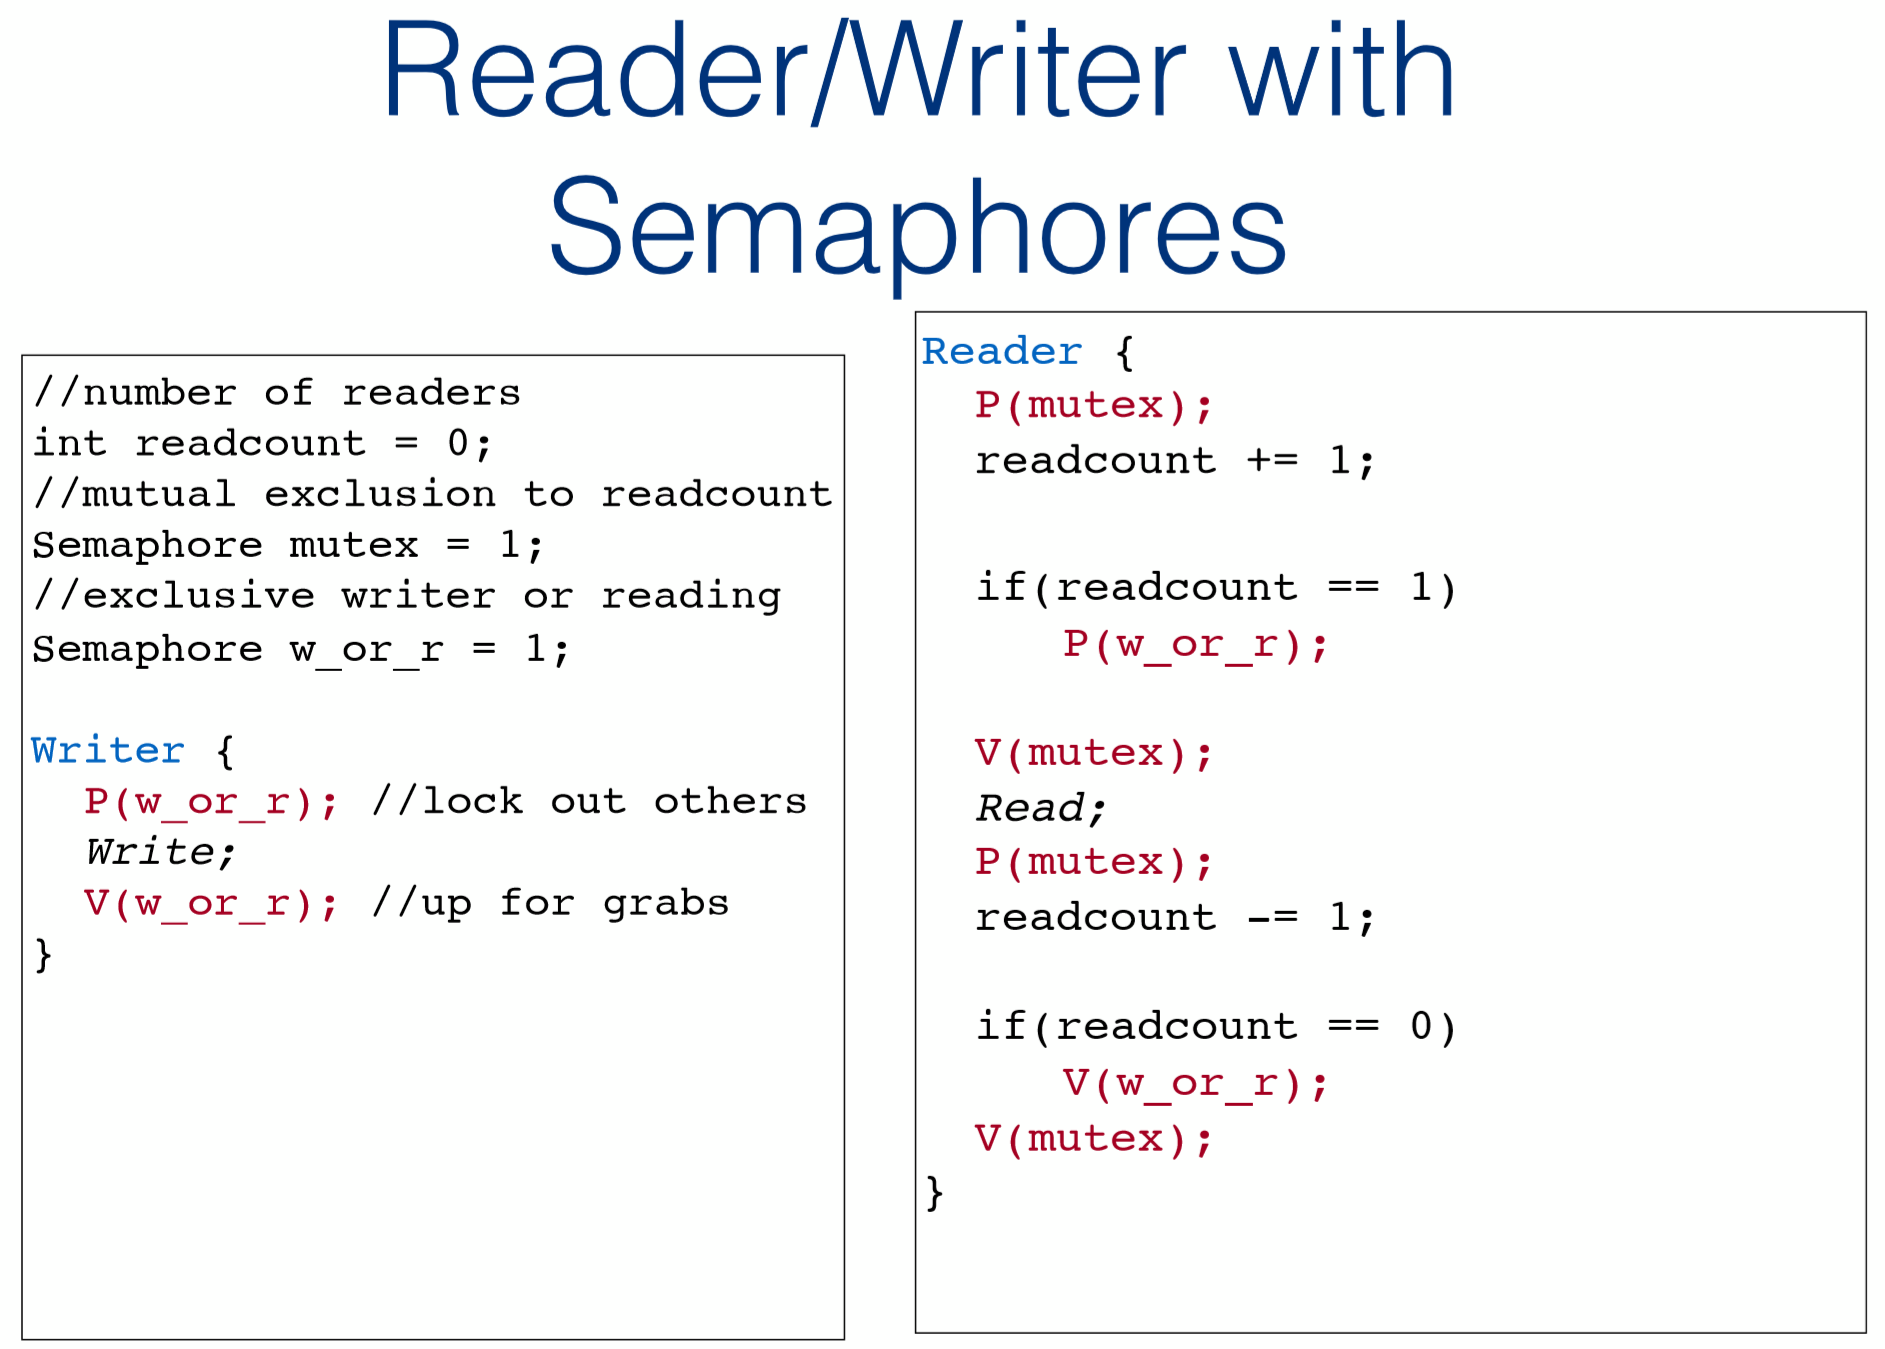 Reader/Writer with
Semaphores
//number of readers
int readcount = 0;
//mutual exclusion to readcount
Semaphore mutex = 1;
//exclusive writer or reading
Semaphore w_or_r = 1;
Writer {
P(w_or_r); //lock out others
Write;
V(w_or_r); //up for grabs
}
Reader {
P(mutex);
readcount += 1;
if(readcount == 1)
P(w_or_r);
V(mutex);
Read;
P(mutex);
readcount -= 1;
if(readcount == 0)
V(w_or_r);
V(mutex);
}